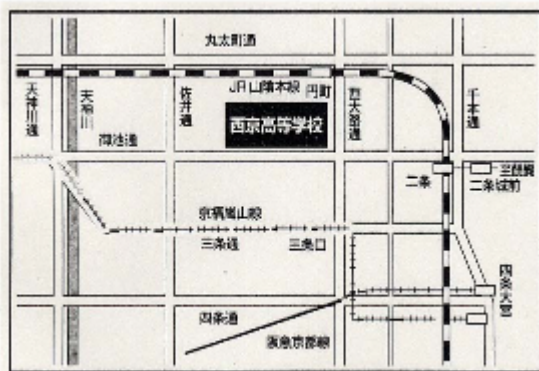 丸太町通
JR山陰本線
円町
天神川通
天神川
佐井通
西大路通
千本通
御池通
西京高等学校
二条
二条城前
至醍醐
京福嵐山線
三条通
三条口
四条大宮
四条通
阪急京都線